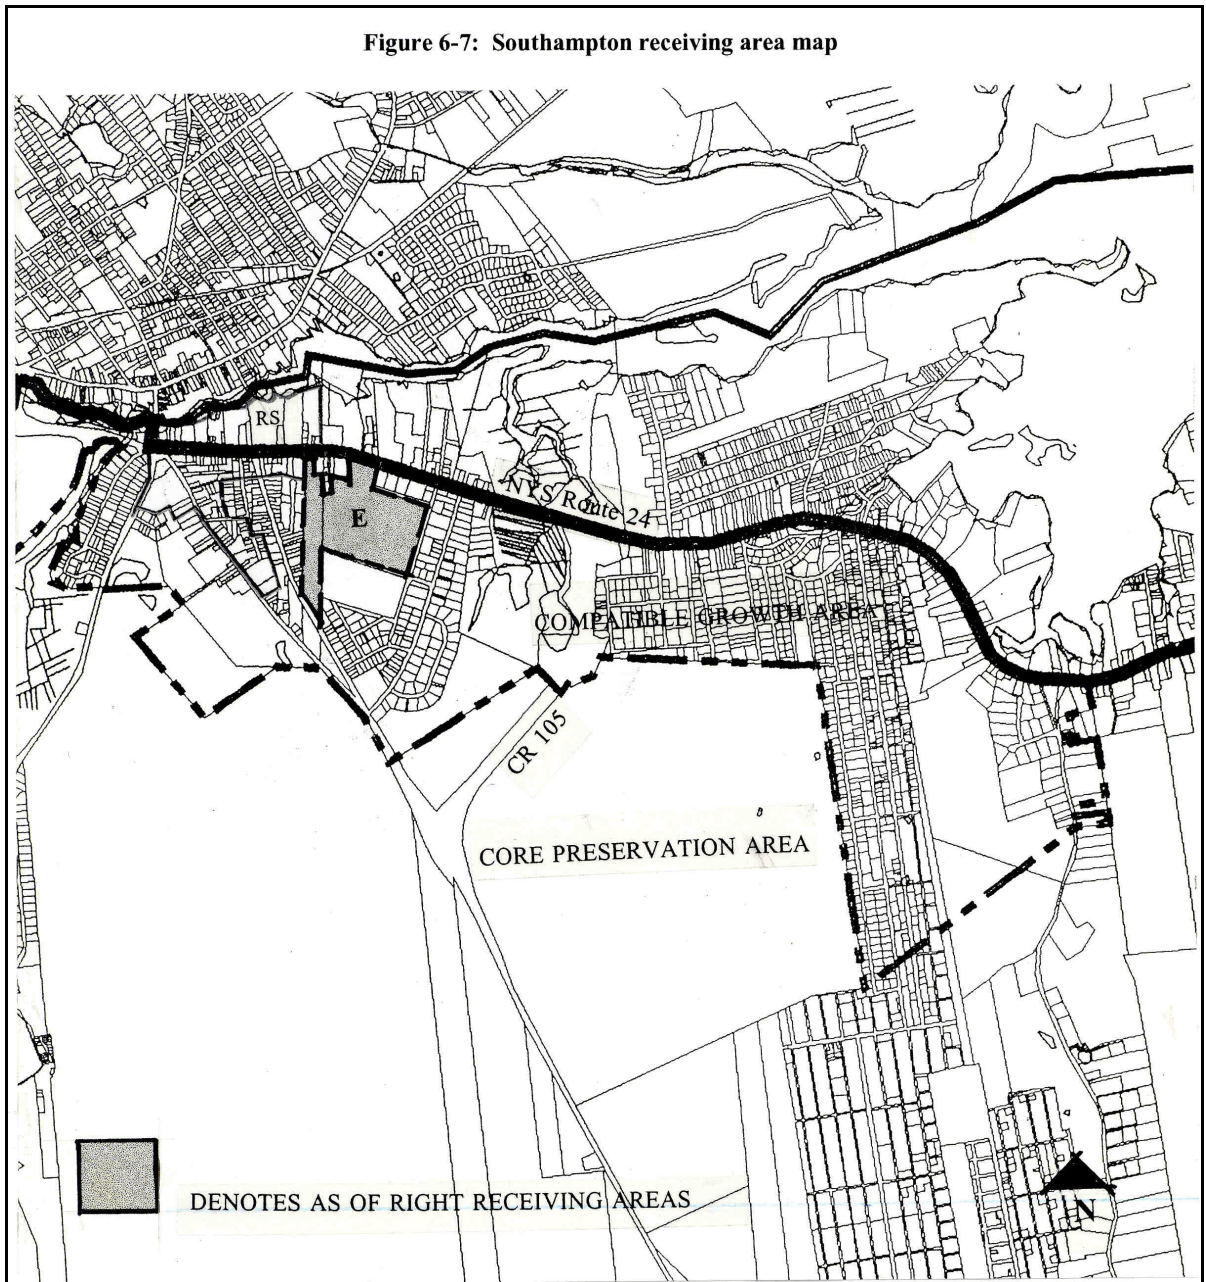 Figure 6-7: Southampton receiving area map
RS
E
NYS Route 24
COMPATIBLE GROWTH AREA
CR 105
CORE PRESERVATION AREA
DENOTES AS OF RIGHT RECEIVING AREAS
N